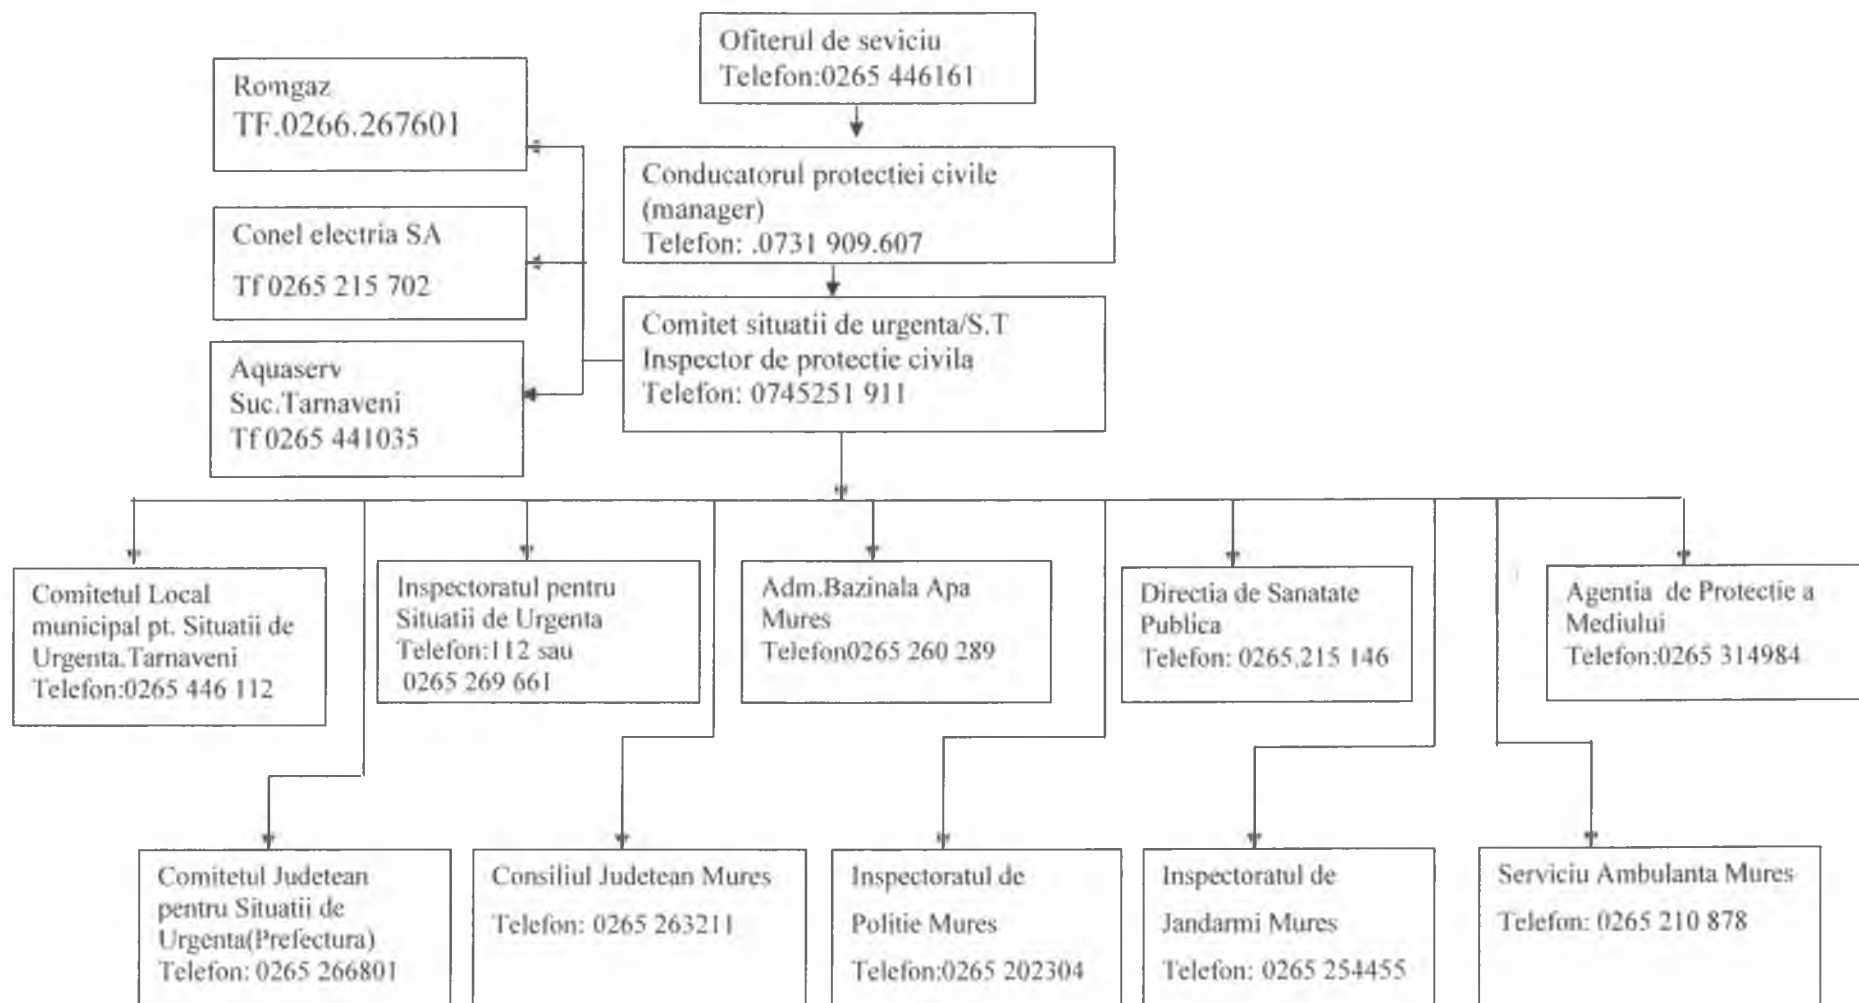 Ofiterul de seviciu
Telefon:0265 446161
Romgaz
TF.0266.267601
Conducatorul protectiei civile
(manager)
Telefon: .0731 909.607
Conel electria SA
Tf 0265 215 702
Comitet situatii de urgenta/S.T
Inspector de protectie civila
Telefon: 0745251 911
Aquaserv
Suc.Tarnaveni
Tf 0265 441035
Comitetul Local
municipal pt. Situatii de
Urgenta.Tarnaveni
Telefon:0265 446 112
Inspectoratul pentru
Situatii de Urgenta
Telefon:112 sau
0265 269 661
Adm.Bazinala Apa
Mures
Telefon0265 260 289
Directia de Sanatate
Publica
Telefon: 0265.215 146
Agentia de Protectie a
Mediului
Telefon:0265 314984
Comitetul Judetean
pentru Situatii de
Urgenta(Prefectura)
Telefon: 0265 266801
Consiliul Judetean Mures
Telefon: 0265 263211
Inspectoratul de
Politie Mures
Telefon:0265 202304
Inspectoratul de
Jandarmi Mures
Telefon: 0265 254455
Serviciu Ambulanta Mures
Telefon: 0265 210 878